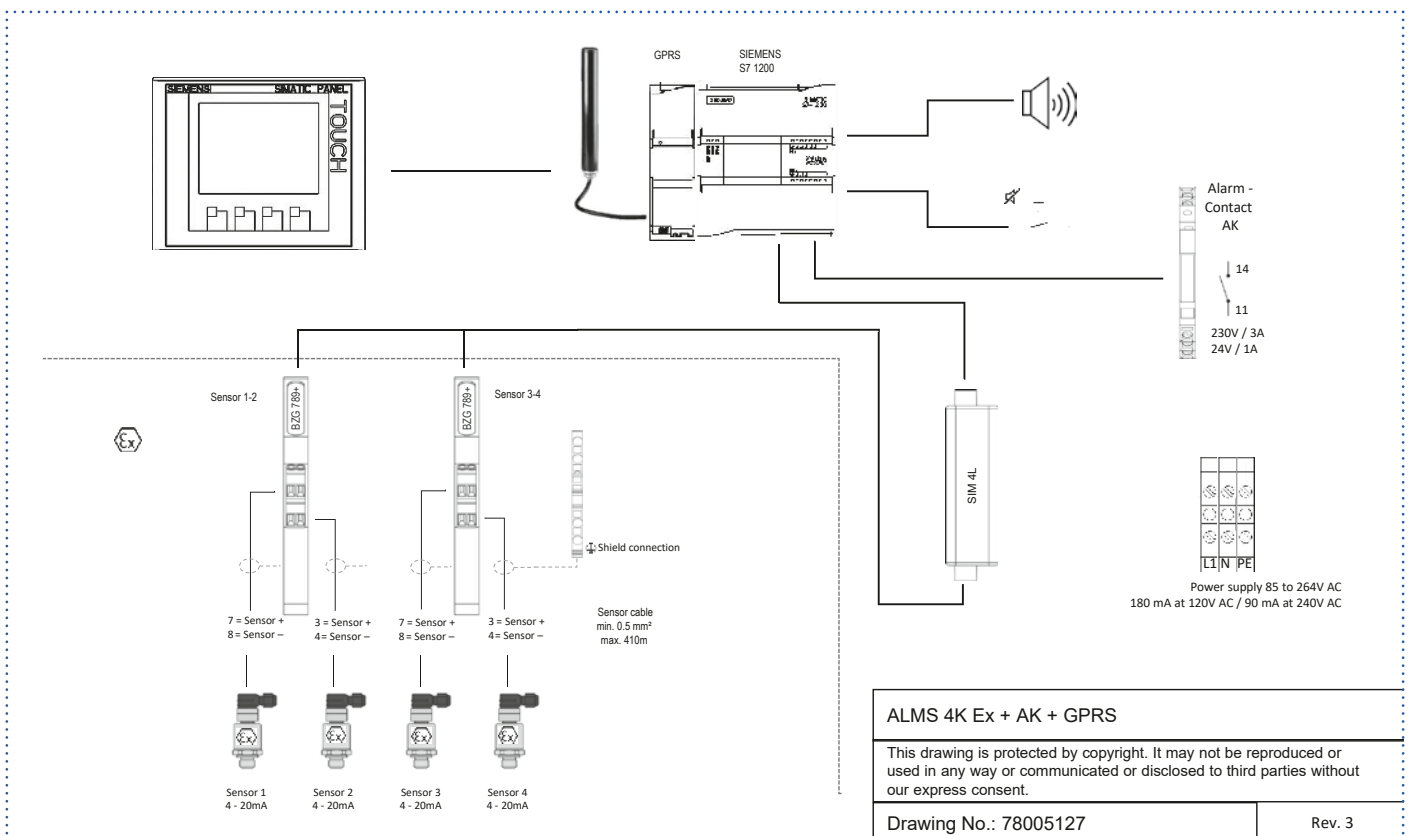 GPRS
SIEMENS
S7 1200
SIEMENS
SIMATIC PANEL
TOUCH
Alarm -
Contact
AK
14
11
230V / 3A
24V / 1A
Sensor 1-2
BZG 789+
BZG 789+
Sensor 3-4
Ex
SIM 4L
Shield connection
L1 N PE
Power supply 85 to 264V AC
180 mA at 120V AC / 90 mA at 240V AC
Sensor cable
min. 0.5 mm²
max. 410m
7 = Sensor +
8 = Sensor –
3 = Sensor +
4= Sensor –
7 = Sensor +
8= Sensor –
3 = Sensor +
4= Sensor –
Ex
Ex
Ex
Ex
Sensor 1
4 - 20mA
Sensor 2
4 - 20mA
Sensor 3
4 - 20mA
Sensor 4
4 - 20mA
ALMS 4K Ex + AK + GPRS
This drawing is protected by copyright. It may not be reproduced or
used in any way or communicated or disclosed to third parties without
our express consent.
Drawing No.: 78005127
Rev. 3